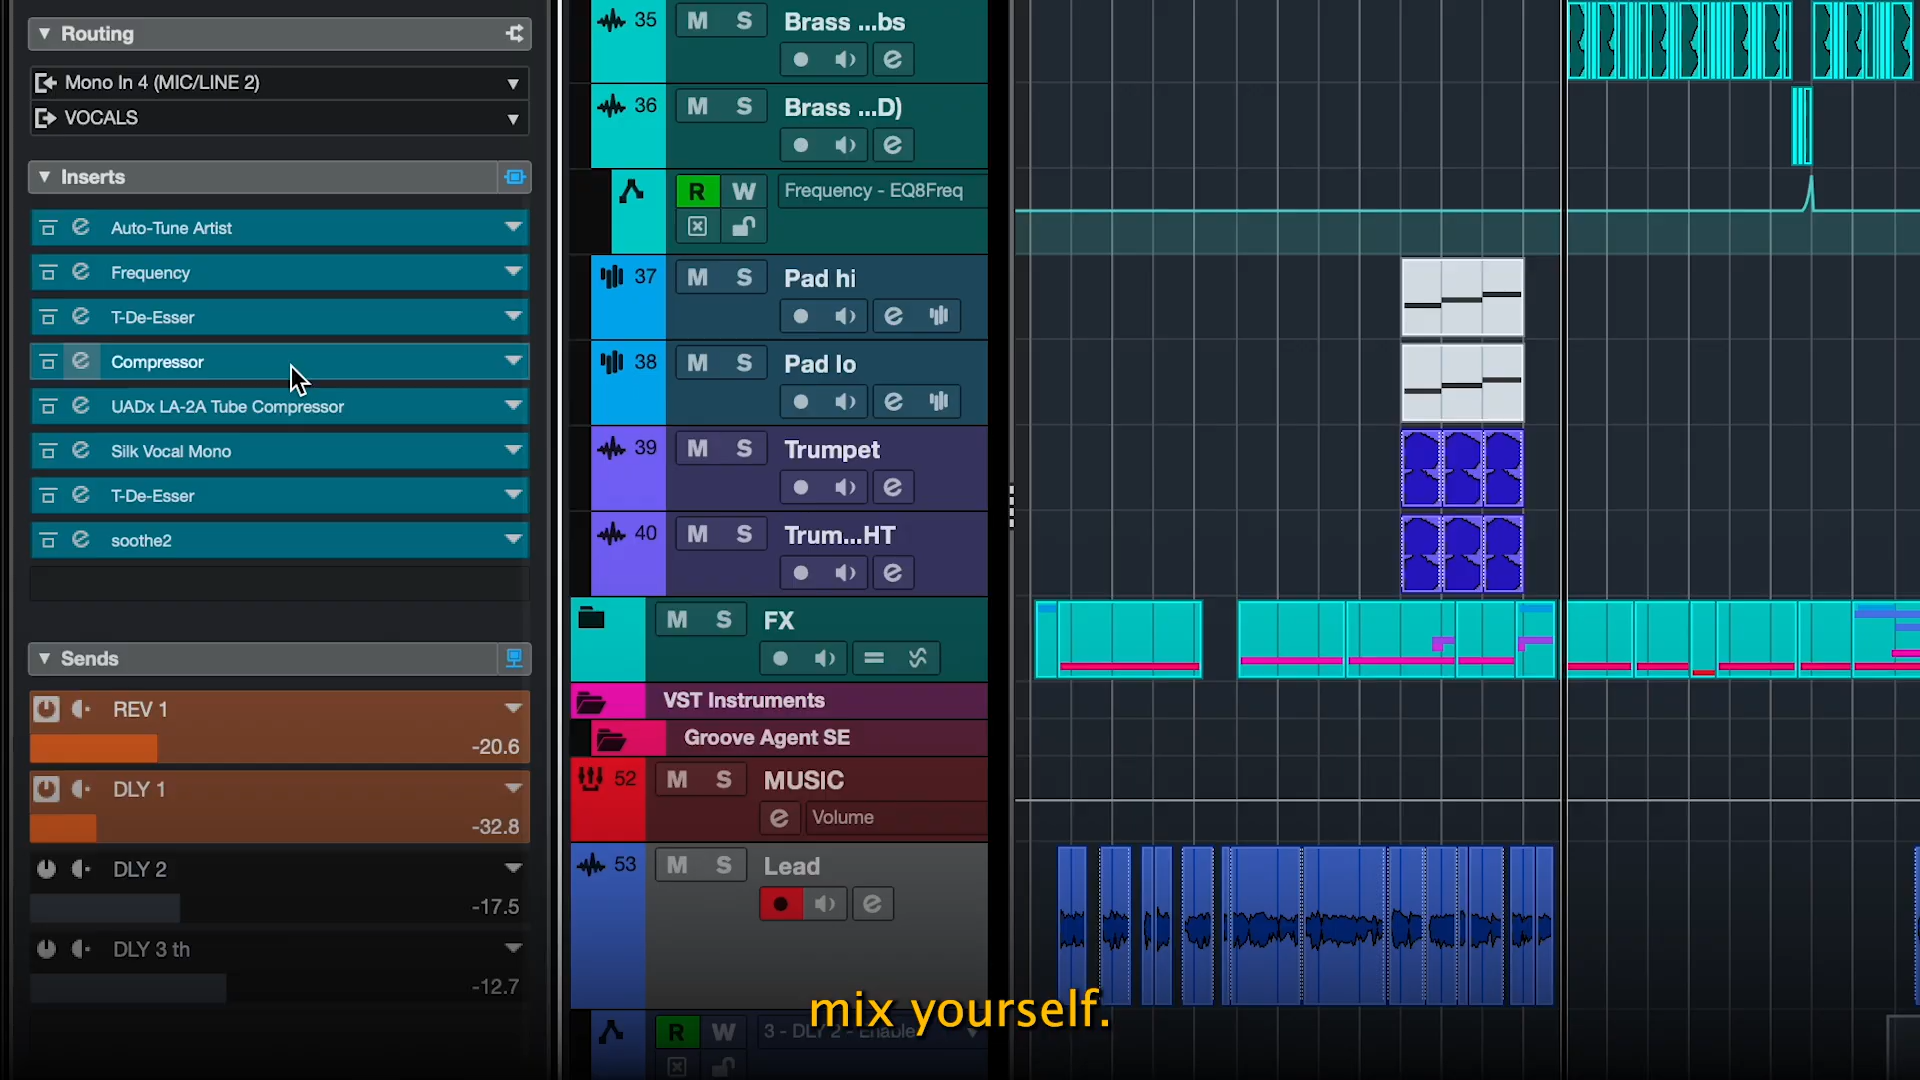 Routing
Mono In 4 (MIC/LINE 2)
VOCALS
Inserts
Auto-Tune Artist
Frequency
T-De-Esser
Compressor
UADx LA-2A Tube Compressor
Silk Vocal Mono
T-De-Esser
soothe2
Sends
REV 1
-20.6
DLY 1
-32.8
DLY 2
-17.5
DLY 3 th
-12.7
35 M S Brass ...bs
e
36 M S Brass ...D)
e
R W Frequency - EQ8Freq
37 M S Pad hi
e
38 M S Pad lo
e
39 M S Trumpet
e
40 M S Trum...HT
e
M S FX
VST Instruments
Groove Agent SE
52 M S MUSIC
e Volume
53 M S Lead
e
R W 3 - DLY 2 - Enable
mix yourself.